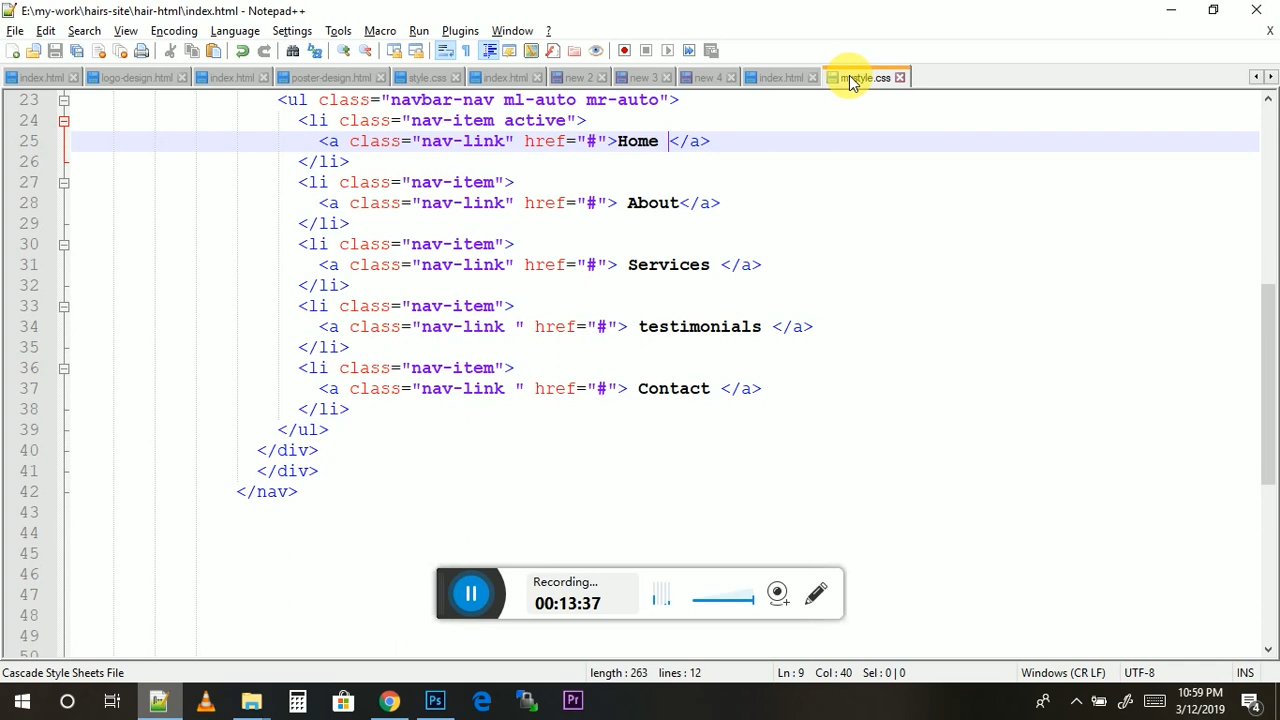 E:\my-work\hairs-site\hair-html\index.html - Notepad++
File Edit Search View Encoding Language Settings Tools Macro Run Plugins Window ? X
index.html logo-design.html index.html poster-design.html style.css index.html new 2 new 3 new 4 index.html style.css
23 <ul class="navbar-nav ml-auto mr-auto">
24 <li class="nav-item active">
25 <a class="nav-link" href="#">Home </a>
26 </li>
27 <li class="nav-item">
28 <a class="nav-link" href="#"> About</a>
29 </li>
30 <li class="nav-item">
31 <a class="nav-link" href="#"> Services </a>
32 </li>
33 <li class="nav-item">
34 <a class="nav-link " href="#"> testimonials </a>
35 </li>
36 <li class="nav-item">
37 <a class="nav-link " href="#"> Contact </a>
38 </li>
39 </ul>
40 </div>
41 </div>
42 </nav>
43
44
45
46
47
48
49
50
Recording...
00:13:37
Cascade Style Sheets File length : 263 lines : 12 Ln : 9 Col : 40 Sel : 0 | 0 Windows (CR LF) UTF-8 INS
Ps Pr
10:59 PM
3/12/2019
4